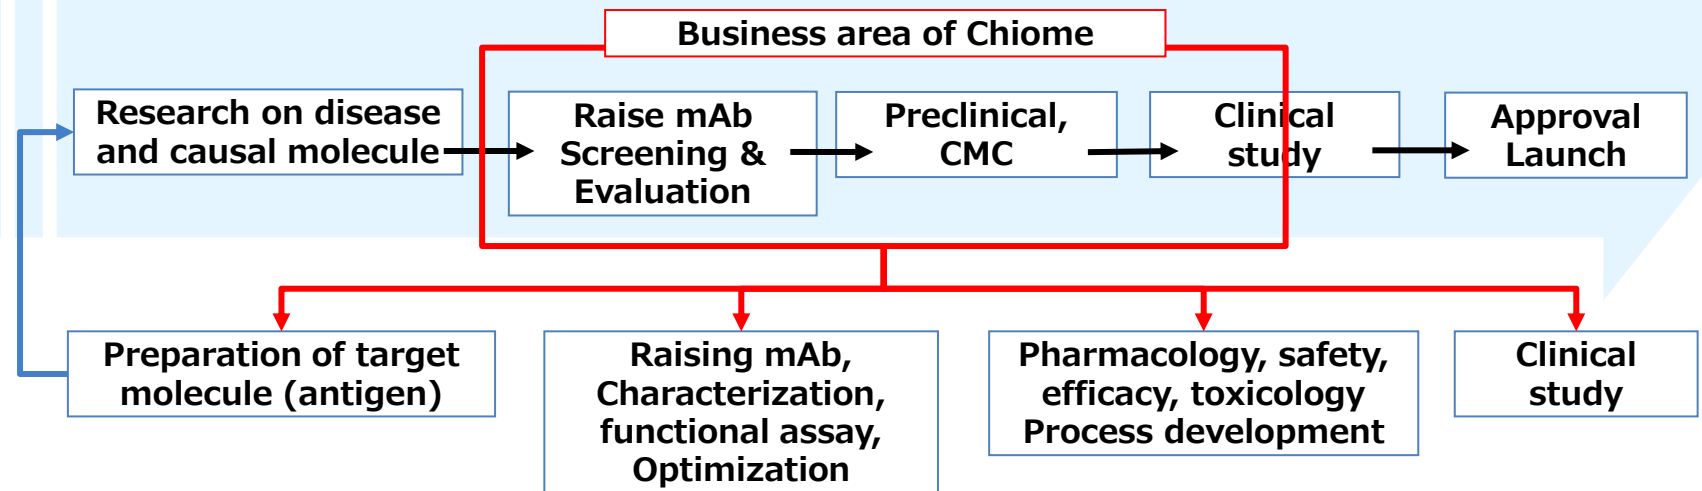 Business area of Chiome
Research on disease
and causal molecule
Raise mAb
Screening &
Evaluation
Preclinical,
CMC
Clinical
study
Approval
Launch
Preparation of target
molecule (antigen)
Raising mAb,
Characterization,
functional assay,
Optimization
Pharmacology, safety,
efficacy, toxicology
Process development
Clinical
study